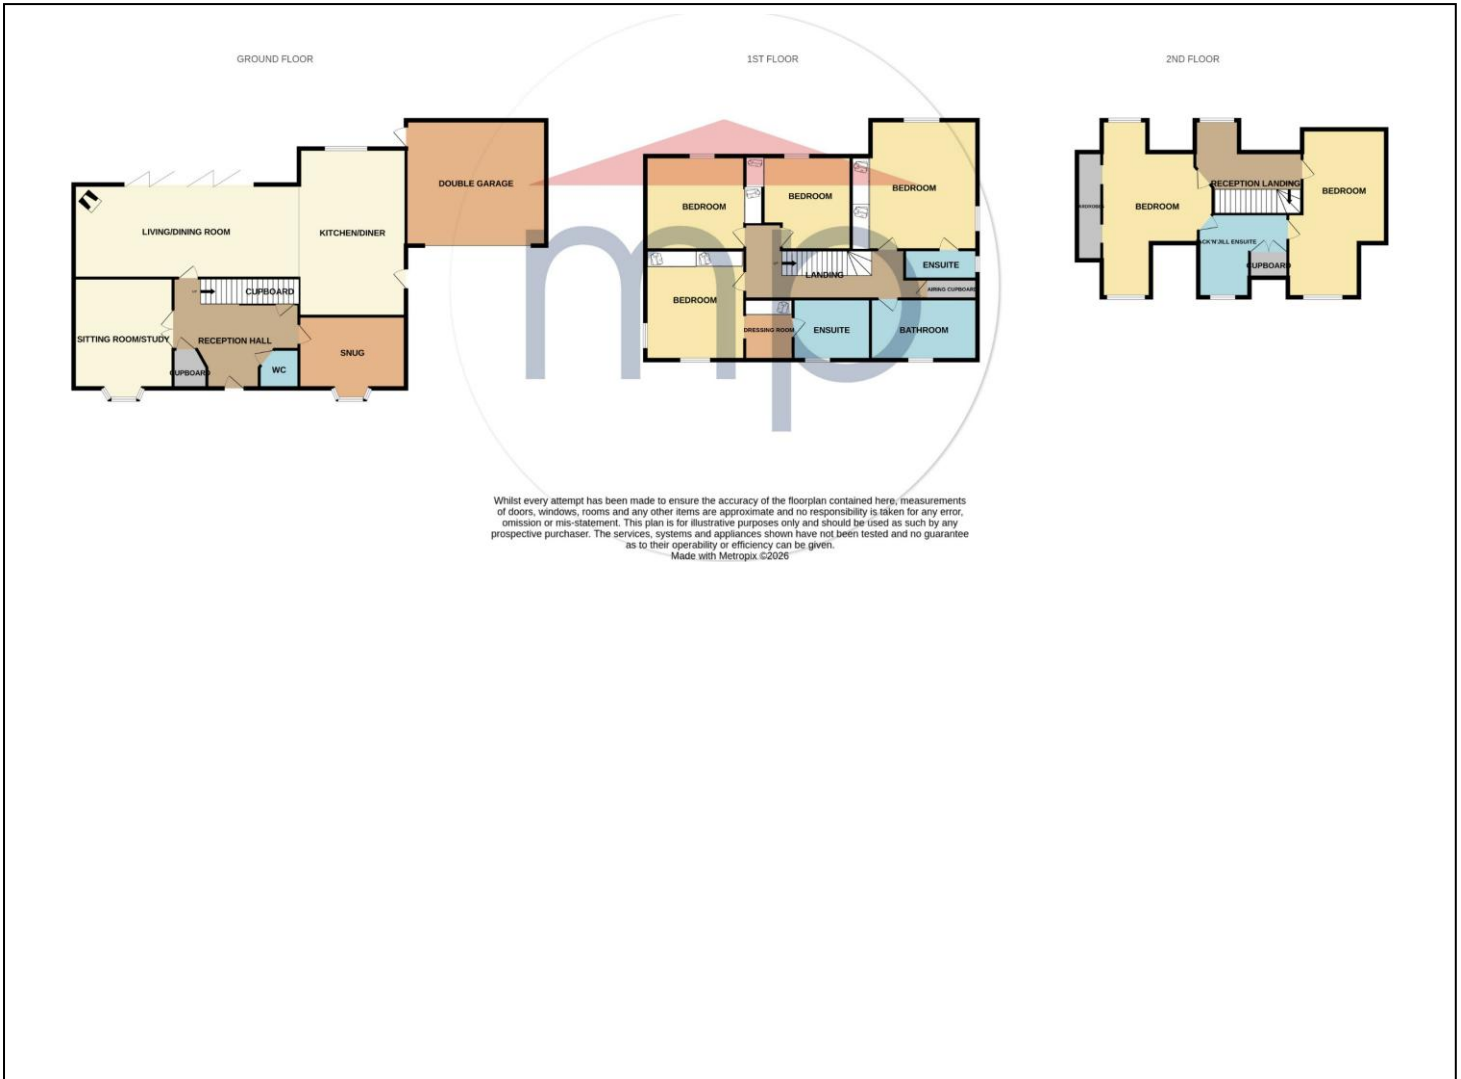 GROUND FLOOR
1ST FLOOR
2ND FLOOR
DOUBLE GARAGE
LIVING/DINING ROOM
KITCHEN/DINER
CUPBOARD
UP
SITTING ROOM/STUDY
RECEPTION HALL
CUPBOARD
WC
SNUG
BEDROOM
BEDROOM
BEDROOM
ENSUITE
LANDING
UP
AIRING CUPBOARD
BEDROOM
DRESSING ROOM
ENSUITE
BATHROOM
RECEPTION LANDING
BEDROOM
BEDROOM
ENSUITE
CUPBOARD
mp
Whilst every attempt has been made to ensure the accuracy of the floorplan contained here, measurements
of doors, windows, rooms and any other items are approximate and no responsibility is taken for any error,
omission or mis-statement. This plan is for illustrative purposes only and should be used as such by any
prospective purchaser. The services, systems and appliances shown have not been tested and no guarantee
as to their operability or efficiency can be given.
Made with Metropix ©2026